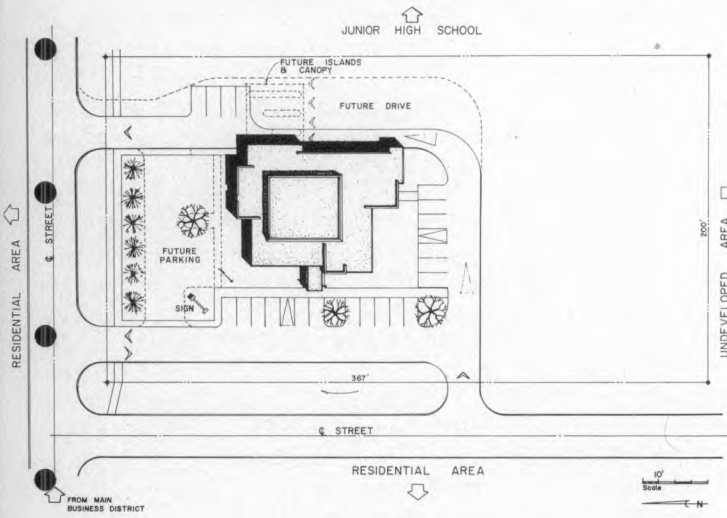 JUNIOR HIGH SCHOOL
FUTURE ISLANDS
& CANOPY
FUTURE DRIVE
RESIDENTIAL AREA
℄ STREET
FUTURE
PARKING
SIGN
200'
UNDEVELOPED AREA
367'
℄ STREET
RESIDENTIAL AREA
10'
Scale
N
FROM MAIN
BUSINESS DISTRICT